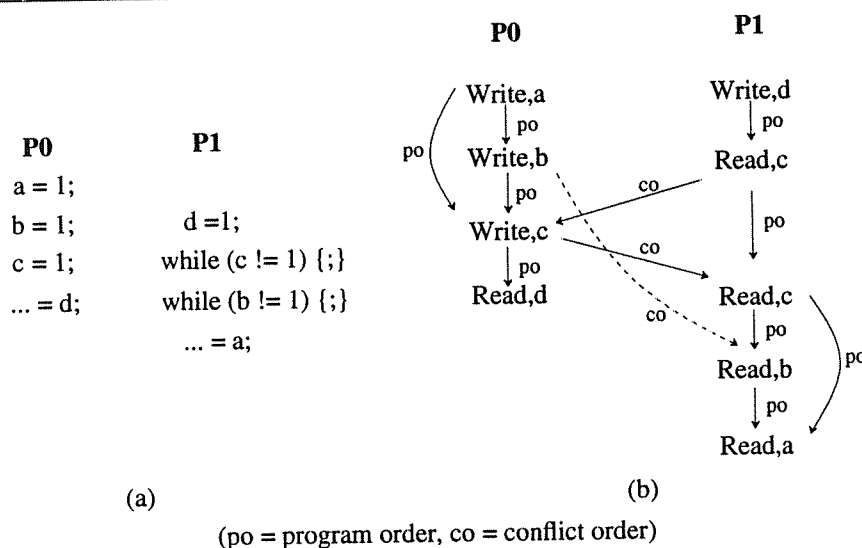 P0 P1
a = 1;
b = 1; d =1;
c = 1; while (c != 1) {;}
... = d; while (b != 1) {;}
... = a;
(a)
P0 P1
Write,a Write,d
po po po
Write,b Read,c
co
po po
Write,c co
po
Read,d Read,c
co po po
Read,b
po
Read,a
(b)
(po = program order, co = conflict order)